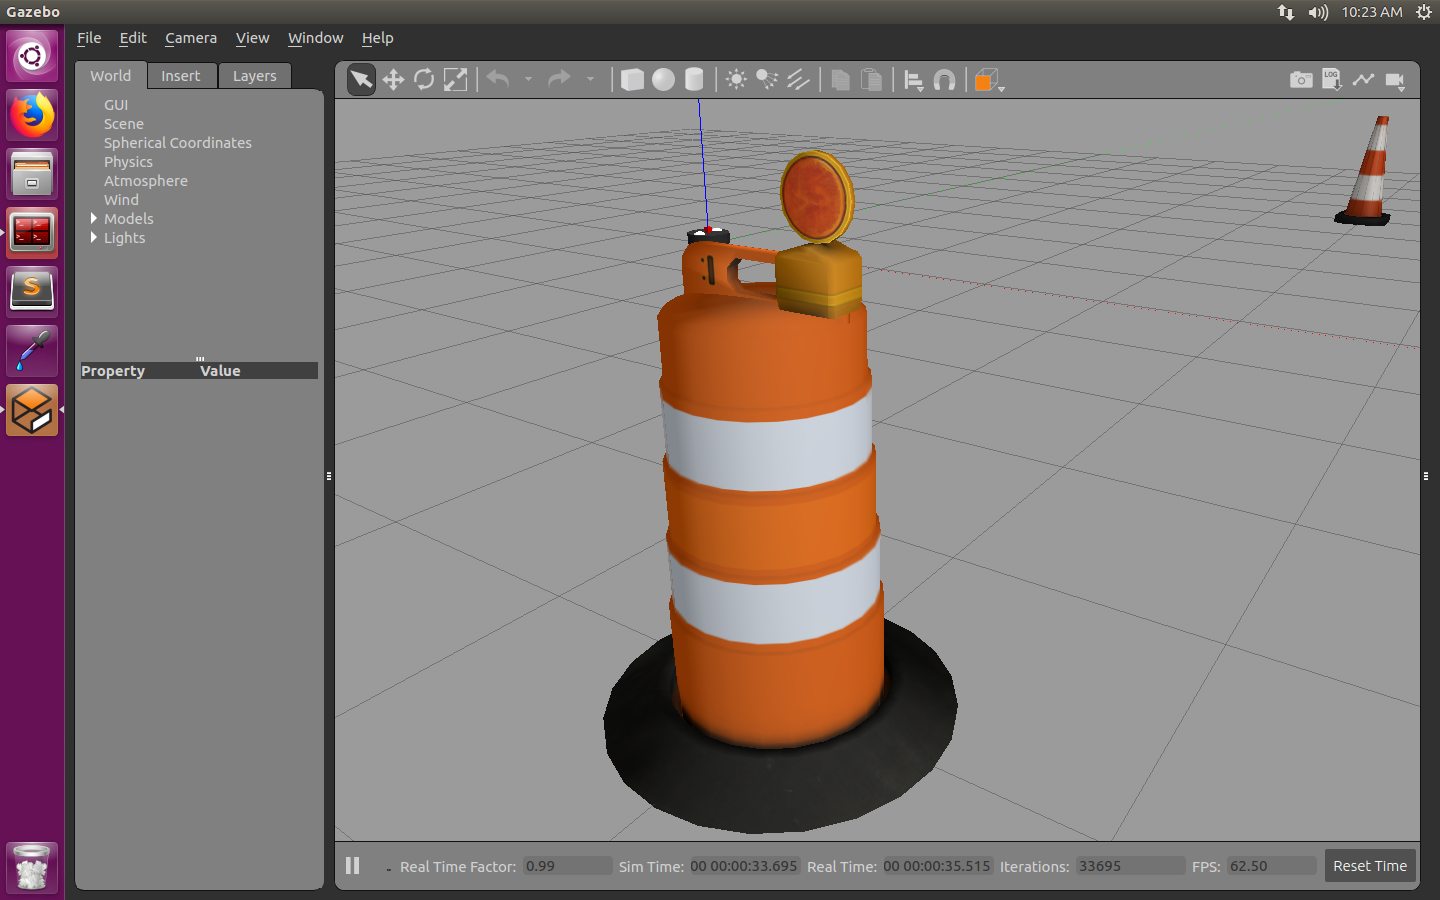 Gazebo
10:23 AM
File Edit Camera View Window Help
World Insert Layers
LOG
GUI
Scene
Spherical Coordinates
Physics
Atmosphere
Wind
Models
Lights
Property Value
Real Time Factor: 0.99 Sim Time: 00 00:00:33.695 Real Time: 00 00:00:35.515 Iterations: 33695 FPS: 62.50 Reset Time